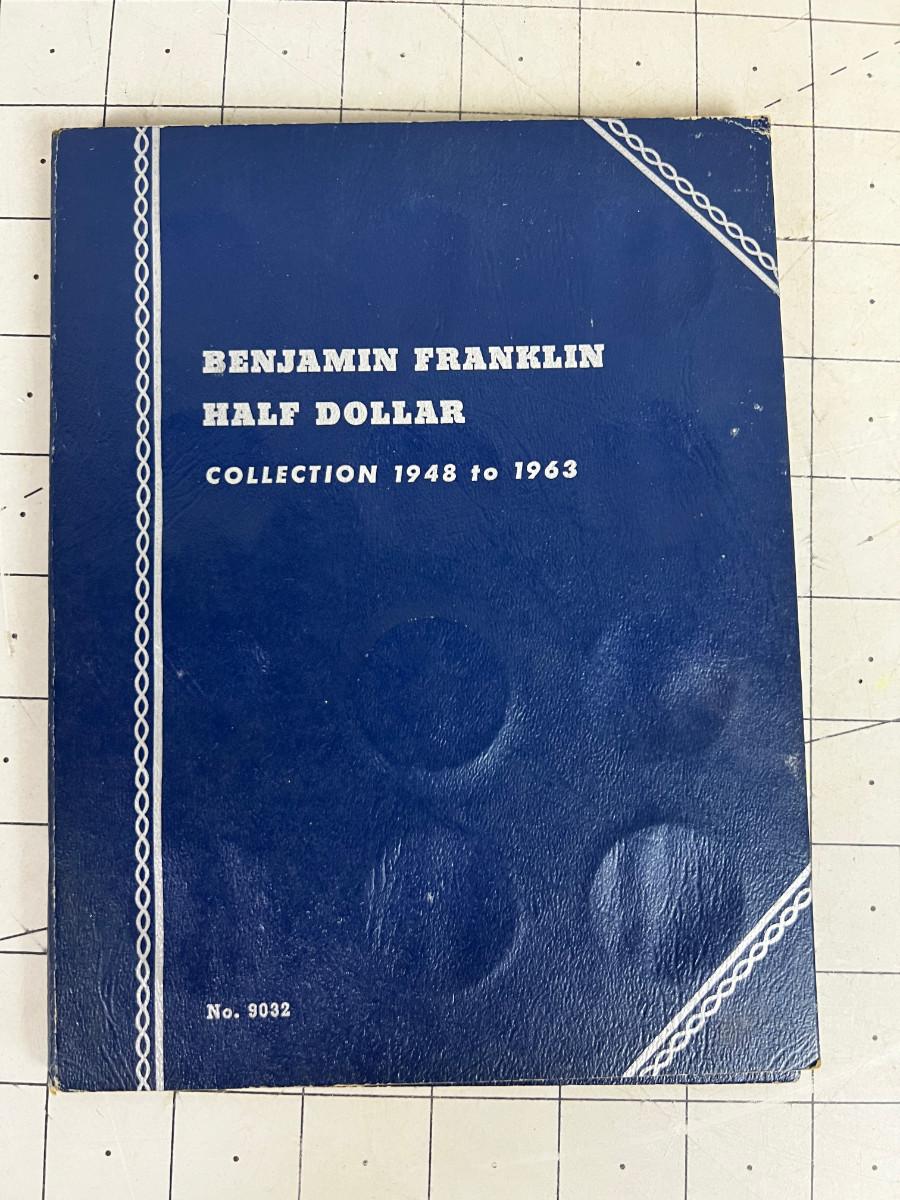 BENJAMIN FRANKLIN
HALF DOLLAR
COLLECTION 1948 to 1963
No. 9032